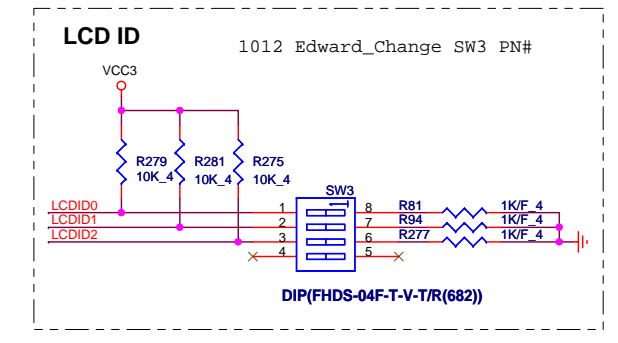 LCD ID
1012 Edward_Change SW3 PN#
VCC3
R279
10K_4
R281
10K_4
R275
10K_4
SW3
LCDID0
1
8
R81
1K/F_4
LCDID1
2
7
R94
1K/F_4
LCDID2
3
6
R277
1K/F_4
4
5
DIP(FHDS-04F-T-V-T/R(682))